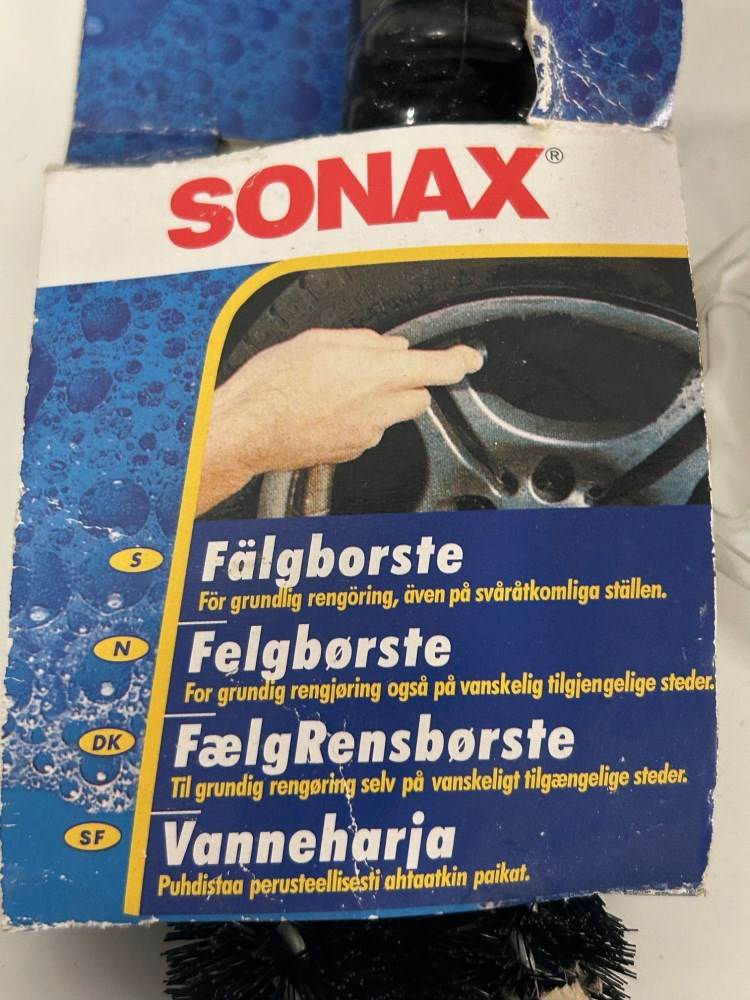 SONAX®
S
Fälgborste
För grundlig rengöring, även på svåråtkomliga ställen.
N
Felgbørste
For grundig rengjøring også på vanskelig tilgjengelige steder.
DK
FælgRensbørste
Til grundig rengøring selv på vanskeligt tilgængelige steder.
SF
Vanneharja
Puhdistaa perusteellisesti ahtaatkin paikat.